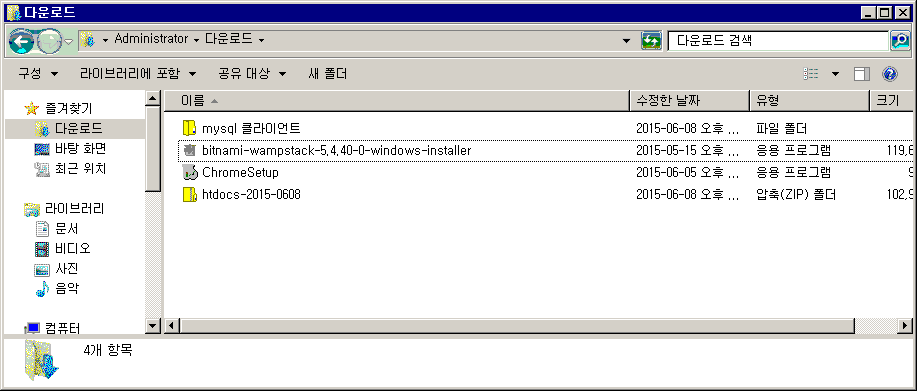 다운로드
Administrator 다운로드
다운로드 검색
구성 라이브러리에 포함 공유 대상 새 폴더
즐겨찾기
다운로드
바탕 화면
최근 위치
라이브러리
문서
비디오
사진
음악
컴퓨터
이름 수정한 날짜 유형 크기
mysql 클라이언트 2015-06-08 오후 ... 파일 폴더
bitnami-wampstack-5.4.40-0-windows-installer 2015-05-15 오후 ... 응용 프로그램 119,6
ChromeSetup 2015-06-05 오후 ... 응용 프로그램 9
htdocs-2015-0608 2015-06-08 오후 ... 압축(ZIP) 폴더 102,9
4개 항목